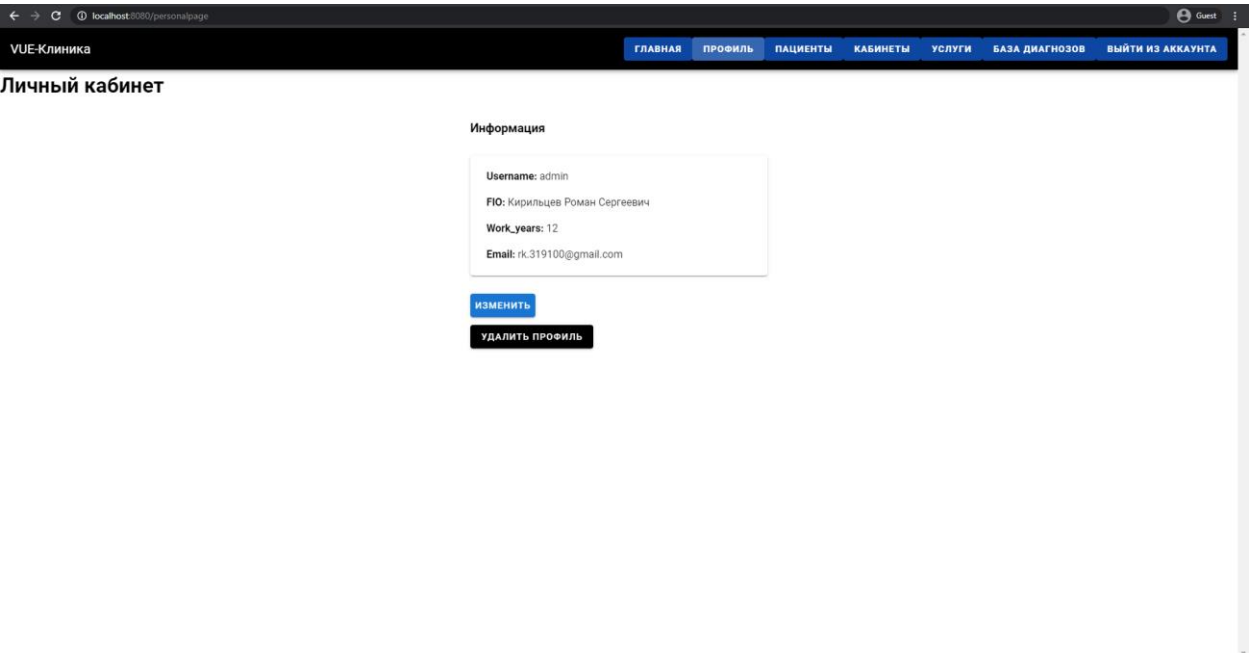 localhost:8080/personalpage
Guest
VUE-Клиника
ГЛАВНАЯ ПРОФИЛЬ ПАЦИЕНТЫ КАБИНЕТЫ УСЛУГИ БАЗА ДИАГНОЗОВ ВЫЙТИ ИЗ АККАУНТА
Личный кабинет
Информация
Username: admin
FIO: Кирильцев Роман Сергеевич
Work_years: 12
Email: rk.319100@gmail.com
ИЗМЕНИТЬ
УДАЛИТЬ ПРОФИЛЬ